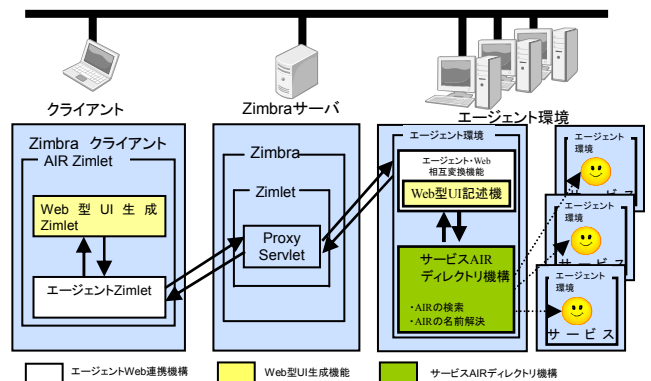 クライアント
Zimbraサーバ
エージェント環境
Zimbra クライアント
AIR Zimlet
Web 型 UI 生成
Zimlet
エージェントZimlet
Zimbra
Zimlet
Proxy
Servlet
エージェント環境
エージェント・Web
相互変換機能
Web型UI記述機
サービスAIR
ディレクトリ機構
・AIRの検索
・AIRの名前解決
エージェント
環境
サービス
エージェント
環境
サービス
エージェント
環境
サービス
エージェントWeb連携機構
Web型UI生成機能
サービスAIRディレクトリ機構